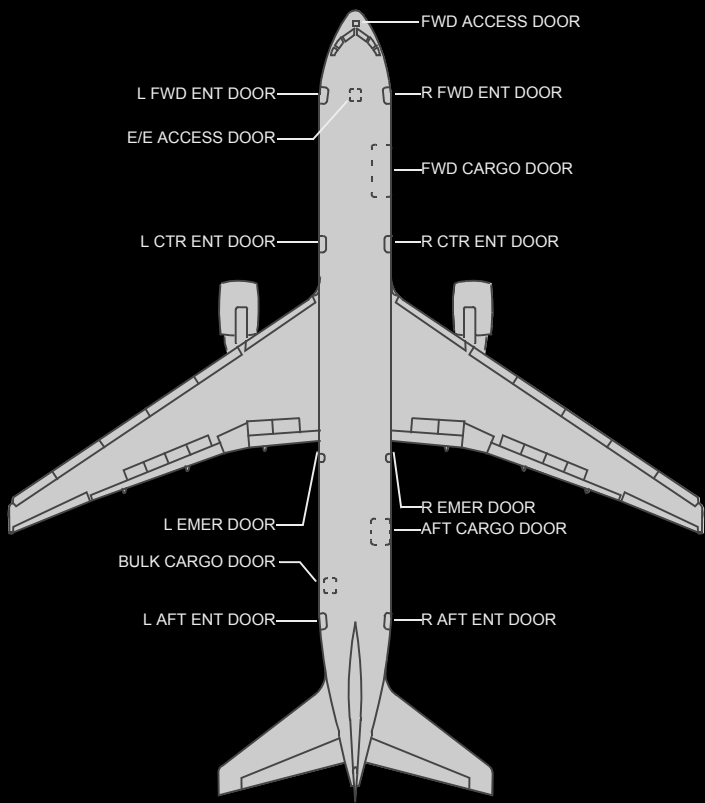 FWD ACCESS DOOR
L FWD ENT DOOR
R FWD ENT DOOR
E/E ACCESS DOOR
FWD CARGO DOOR
L CTR ENT DOOR
R CTR ENT DOOR
R EMER DOOR
L EMER DOOR
AFT CARGO DOOR
BULK CARGO DOOR
L AFT ENT DOOR
R AFT ENT DOOR